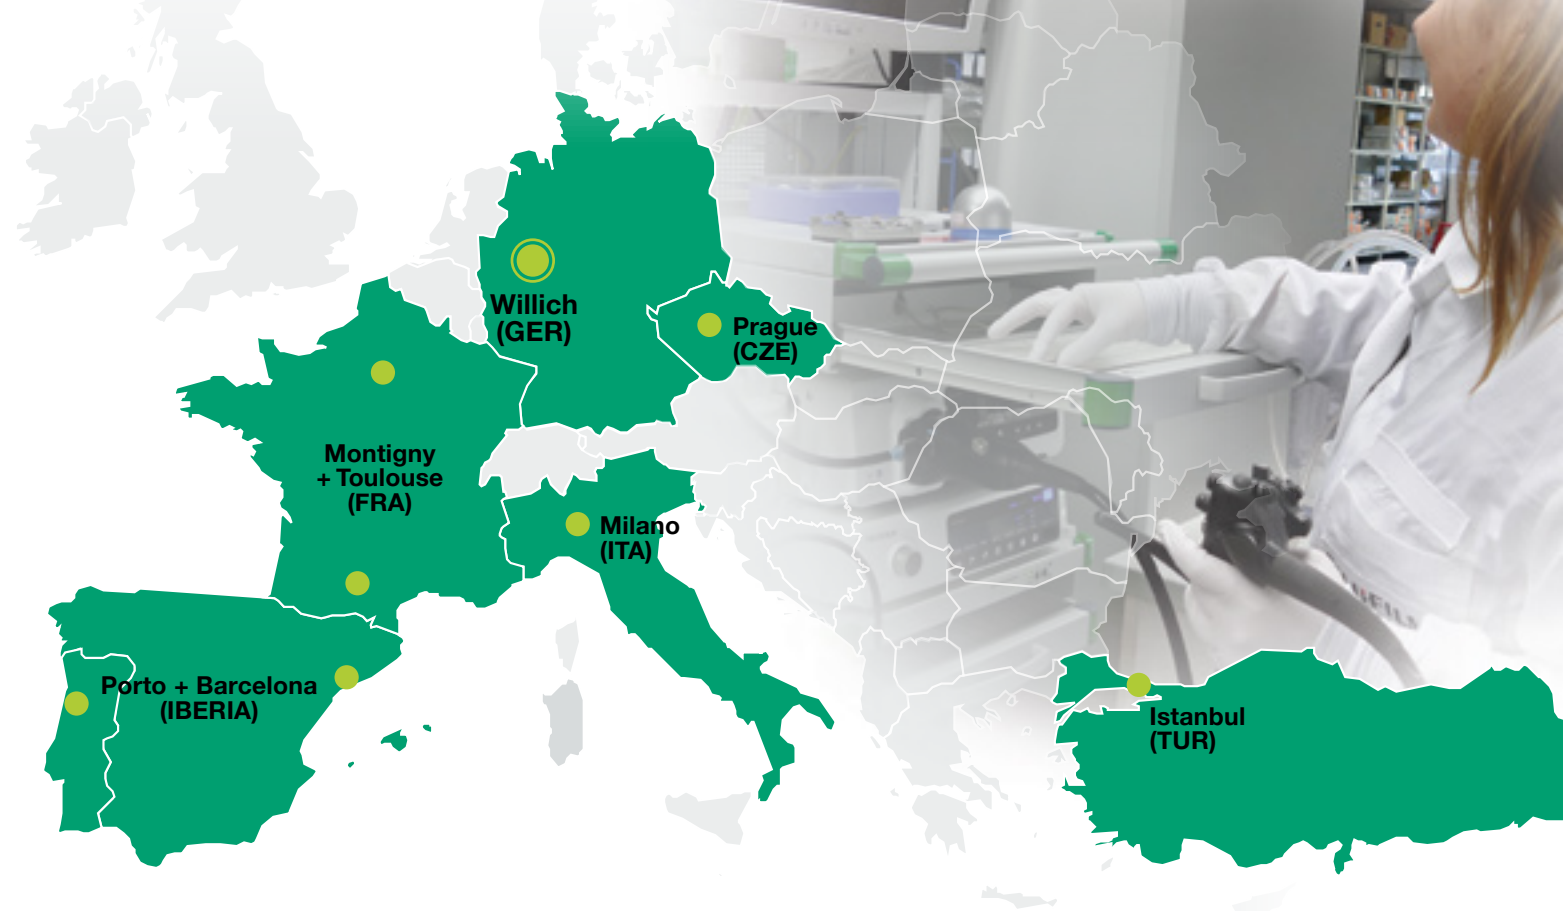 Willich
(GER)
Prague
(CZE)
Montigny
+ Toulouse
(FRA)
Milano
(ITA)
Porto + Barcelona
(IBERIA)
Istanbul
(TUR)